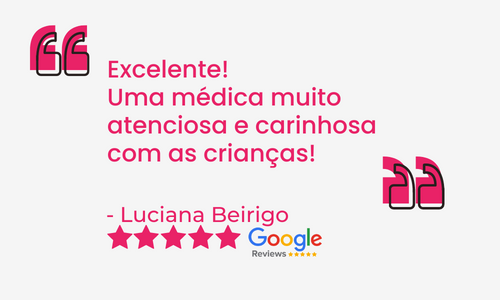 Excelente!
Uma médica muito
atenciosa e carinhosa
com as crianças!
- Luciana Beirigo
Google
Reviews